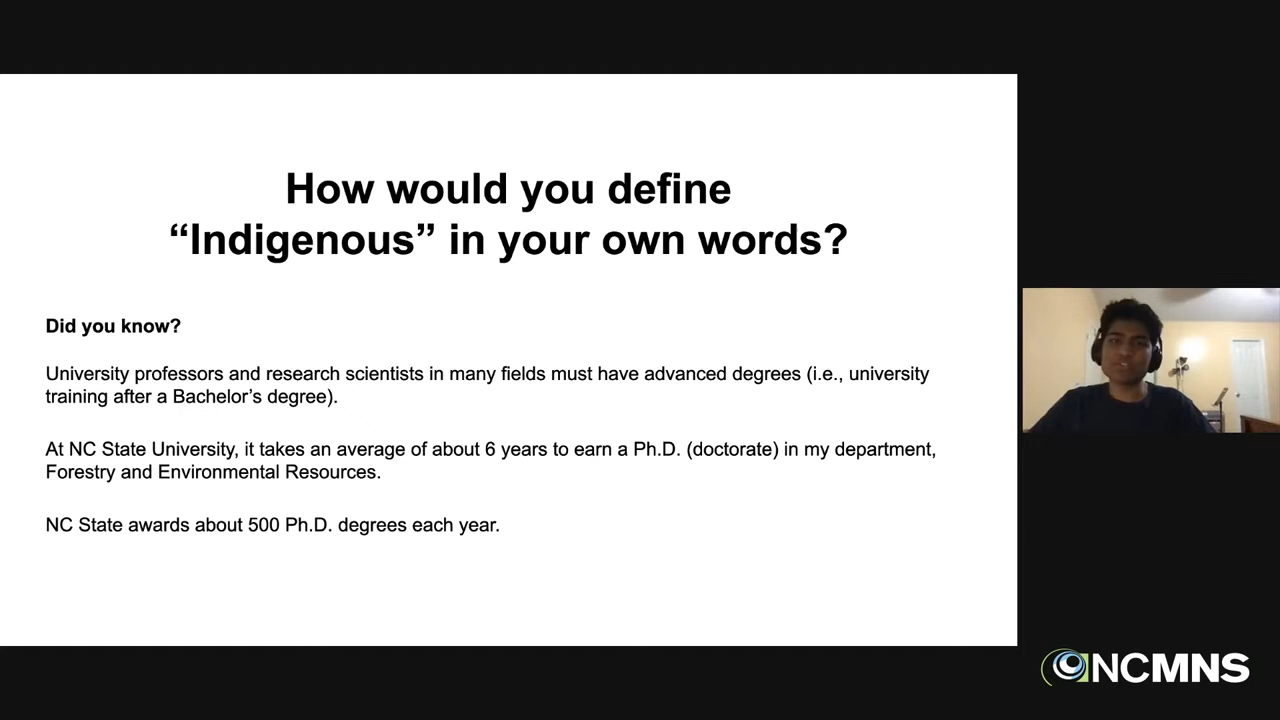 How would you define
“Indigenous” in your own words?
Did you know?
University professors and research scientists in many fields must have advanced degrees (i.e., university
training after a Bachelor’s degree).
At NC State University, it takes an average of about 6 years to earn a Ph.D. (doctorate) in my department,
Forestry and Environmental Resources.
NC State awards about 500 Ph.D. degrees each year.
NCMNS